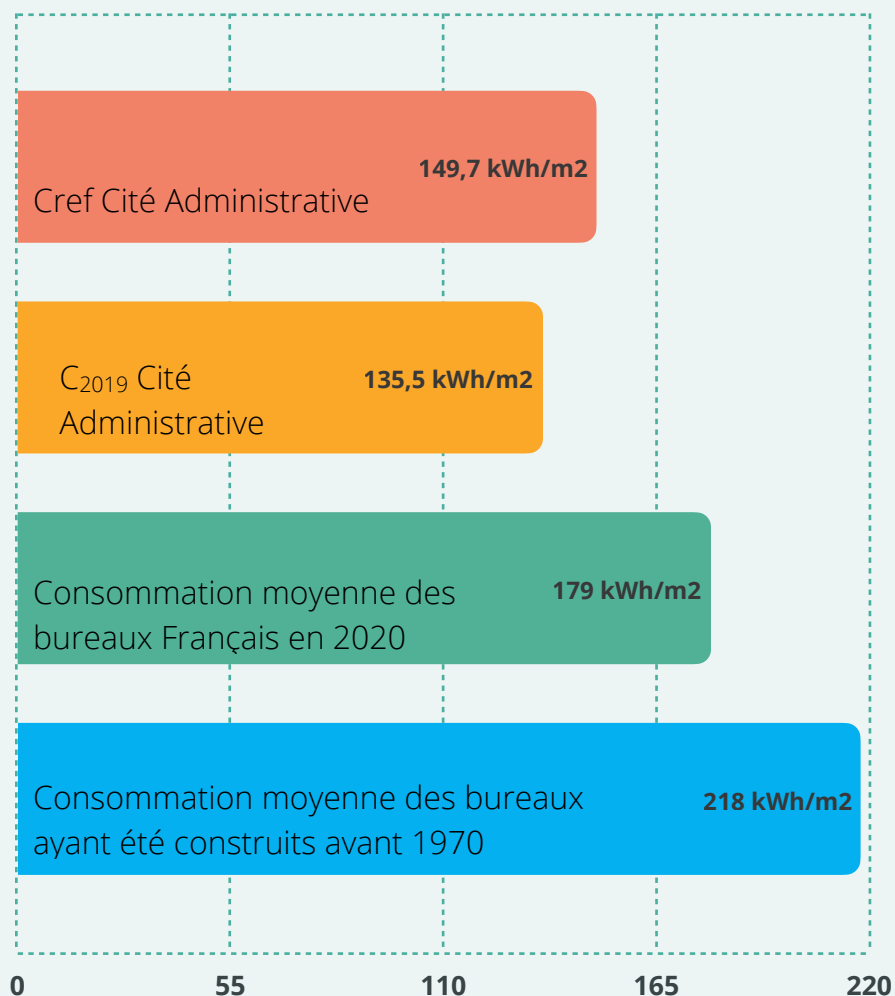 149,7 kWh/m2
Cref Cité Administrative
C₂₀₁₉ Cité
Administrative
135,5 kWh/m2
Consommation moyenne des
bureaux Français en 2020
179 kWh/m2
Consommation moyenne des bureaux
ayant été construits avant 1970
218 kWh/m2
0 55 110 165 220